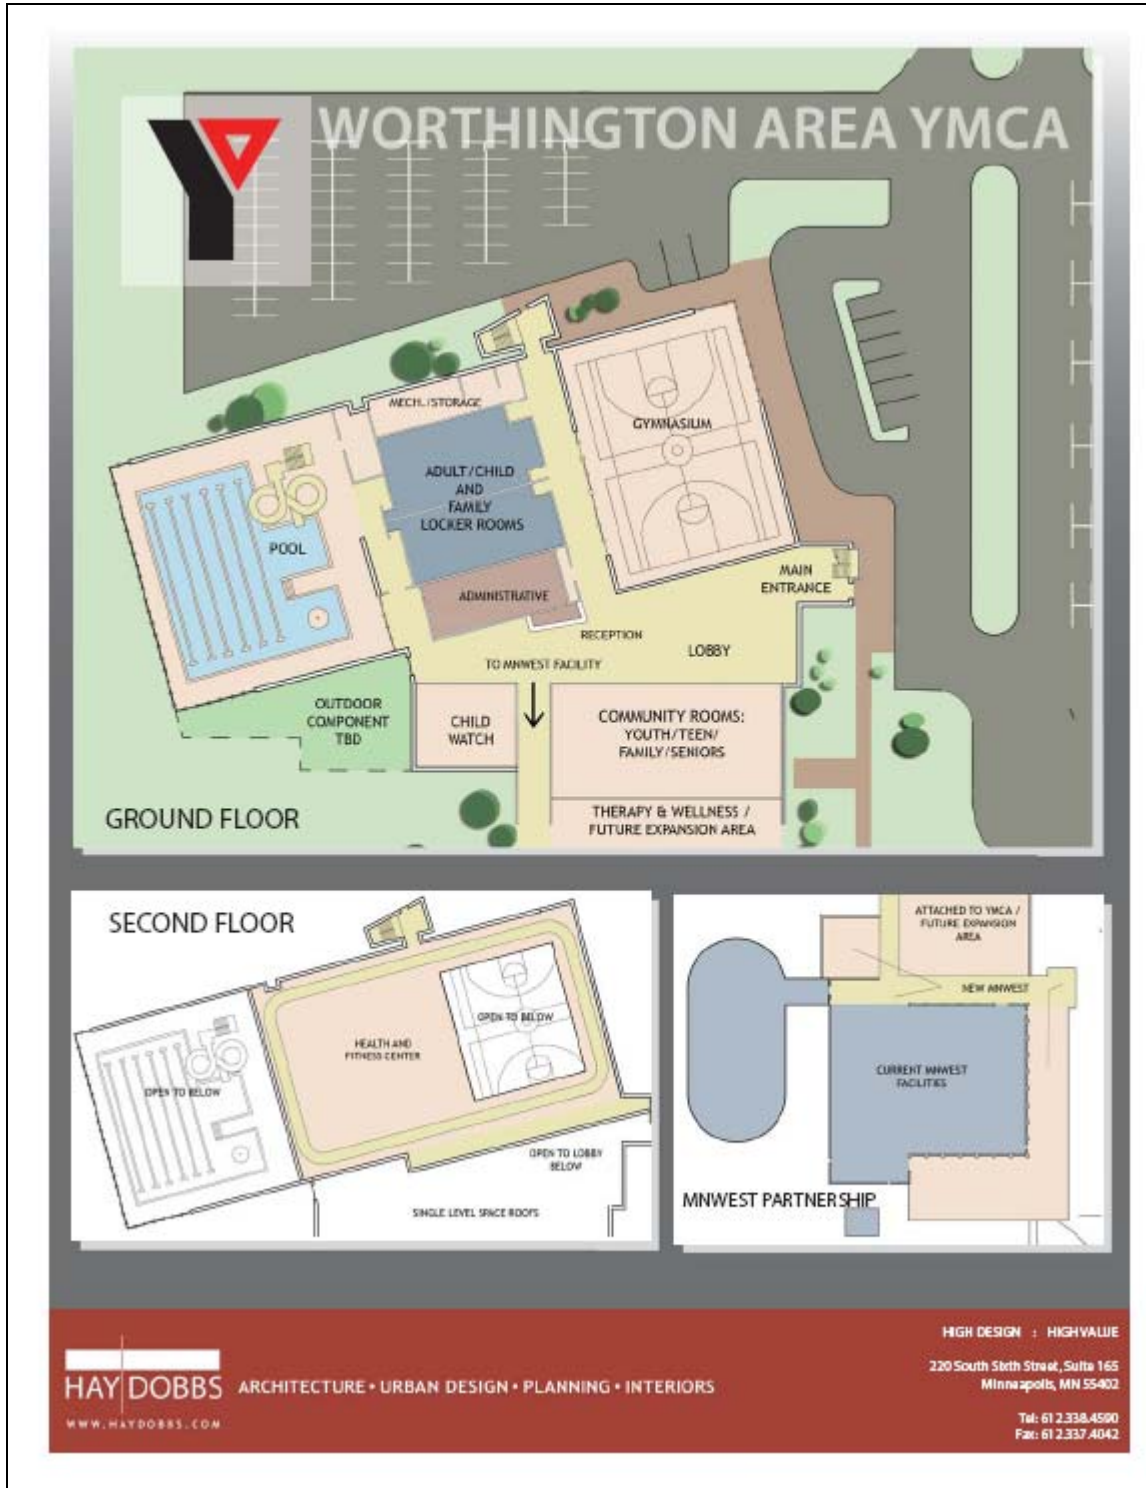 WORTHINGTON AREA YMCA
MECH./STORAGE
GYMNASIUM
ADULT/CHILD
AND
FAMILY
LOCKER ROOMS
POOL
MAIN
ENTRANCE
ADMINISTRATIVE
RECEPTION
LOBBY
TO MNWEST FACILITY
OUTDOOR
COMPONENT
TBD
CHILD
WATCH
COMMUNITY ROOMS:
YOUTH/TEEN/
FAMILY/SENIORS
THERAPY & WELLNESS /
FUTURE EXPANSION AREA
GROUND FLOOR
SECOND FLOOR
OPEN TO BELOW
HEALTH AND
FITNESS CENTER
OPEN TO BELOW
OPEN TO LOBBY
BELOW
SINGLE LEVEL SPACE ROOFS
ATTACHED TO YMCA /
FUTURE EXPANSION
AREA
NEW MNWEST
CURRENT MNWEST
FACILITIES
MNWEST PARTNERSHIP
HAY DOBBS
WWW.HAYDOBBS.COM
ARCHITECTURE • URBAN DESIGN • PLANNING • INTERIORS
HIGH DESIGN : HIGH VALUE
220 South Sixth Street, Suite 165
Minneapolis, MN 55402
Tel: 612.338.4590
Fax: 612.337.4042